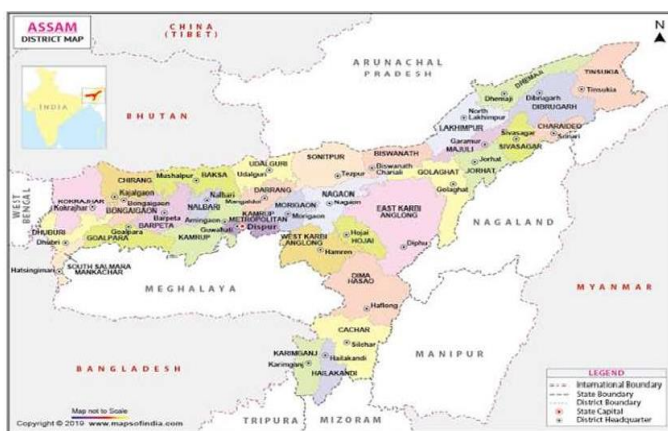 ASSAM
DISTRICT MAP
CHINA
(TIBET)
N
ARUNACHAL
PRADESH
INDIA
BHUTAN
TINSUKIA
Tinsukia
DHEMAJI
Dhemaji
Dibrugarh
DIBRUGARH
North
Lakhimpur
LAKHIMPUR
CHARAIDEO
Sonari
Sivasagar
SIVASAGAR
Garamur
MAJULI
Jorhat
JORHAT
GOLAGHAT
Golaghat
BISWANATH
Biswanath
Chariali
SONITPUR
Tezpur
UDALGURI
Udalguri
BAKSA
Mushalpur
CHIRANG
Kajalgaon
KOKRAJHAR
Kokrajhar
Bongaigaon
BONGAIGAON
Nalbari
NALBARI
Barpeta
BARPETA
DARRANG
Mangaldoi
MORIGAON
Morigaon
NAGAON
Nagaon
KAMRUP
METROPOLITAN
Dispur
Amingaon
Guwahati
KAMRUP
WEST
BENGAL
DHUBURI
Dhubri
Goalpara
GOALPARA
Hatsingimari
SOUTH SALMARA
MANKACHAR
EAST KARBI
ANGLONG
Diphu
WEST KARBI
ANGLONG
Hamren
Hojai
HOJAI
NAGALAND
MEGHALAYA
MYANMAR
DIMA
HASAO
Haflong
CACHAR
Silchar
MANIPUR
KARIMGANJ
Karimganj
Hailakandi
HAILAKANDI
BANGLADESH
TRIPURA
MIZORAM
LEGEND
International Boundary
State Boundary
District Boundary
State Capital
District Headquarter
Map not to Scale
Copyright © 2019 www.mapsofindia.com